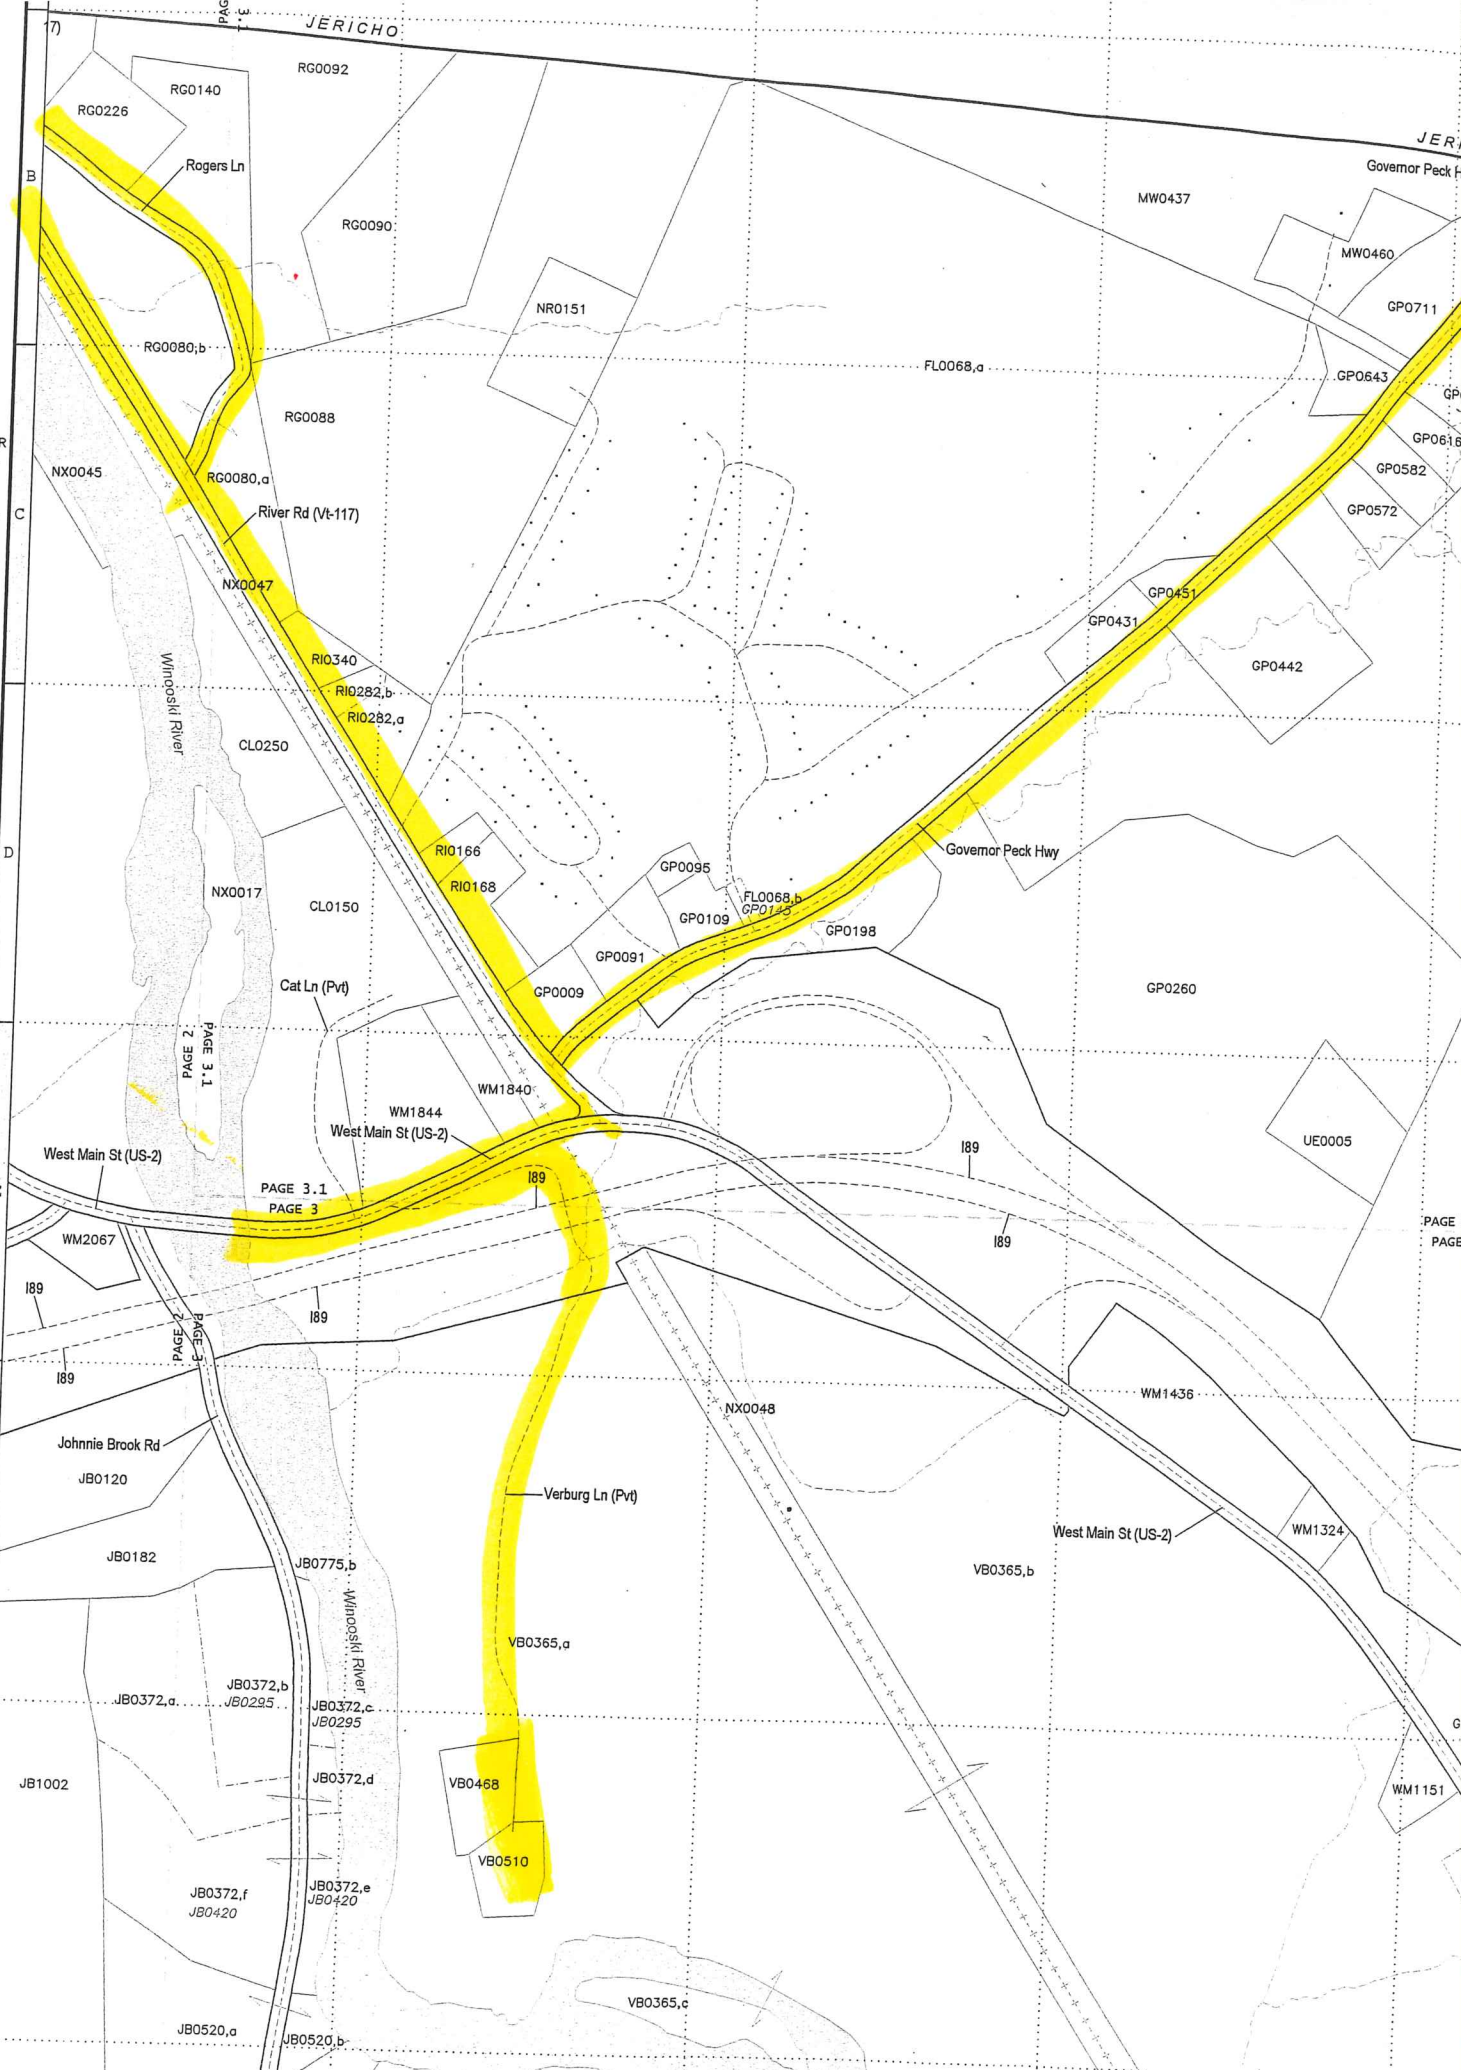 JERICHO
7)
RG0092
RG0140
RG0226
Rogers Ln
B
RG0090
MW0437
Governor Peck H
MW0460
NR0151
GP0711
RG0080,b
FL0068,a
GP0643
RG0088
GP0616
NX0045
RG0080,a
GP0582
C
River Rd (Vt-117)
GP0572
NX0047
GP0451
GP0431
RI0340
GP0442
RI0282,b
RI0282,a
Winooski River
CL0250
D
RI0166
GP0095
Governor Peck Hwy
RI0168
NX0017
FL0068,b
GP0145
CL0150
GP0109
GP0198
GP0091
Cat Ln (Pvt)
GP0009
GP0260
PAGE 2
PAGE 3.1
WM1840
WM1844
West Main St (US-2)
UE0005
West Main St (US-2)
I89
I89
PAGE 3.1
PAGE 3
PAGE
PAGE
WM2067
I89
I89
I89
PAGE 2
PAGE 3
I89
WM1436
NX0048
Johnnie Brook Rd
JB0120
Verburg Ln (Pvt)
West Main St (US-2)
WM1324
JB0182
JB0775,b
VB0365,b
Winooski River
VB0365,a
JB0372,b
JB0372,a
JB0295
JB0372,c
JB0295
JB1002
JB0372,d
VB0468
WM1151
VB0510
JB0372,e
JB0420
JB0372,f
JB0420
VB0365,c
JB0520,a
JB0520,b